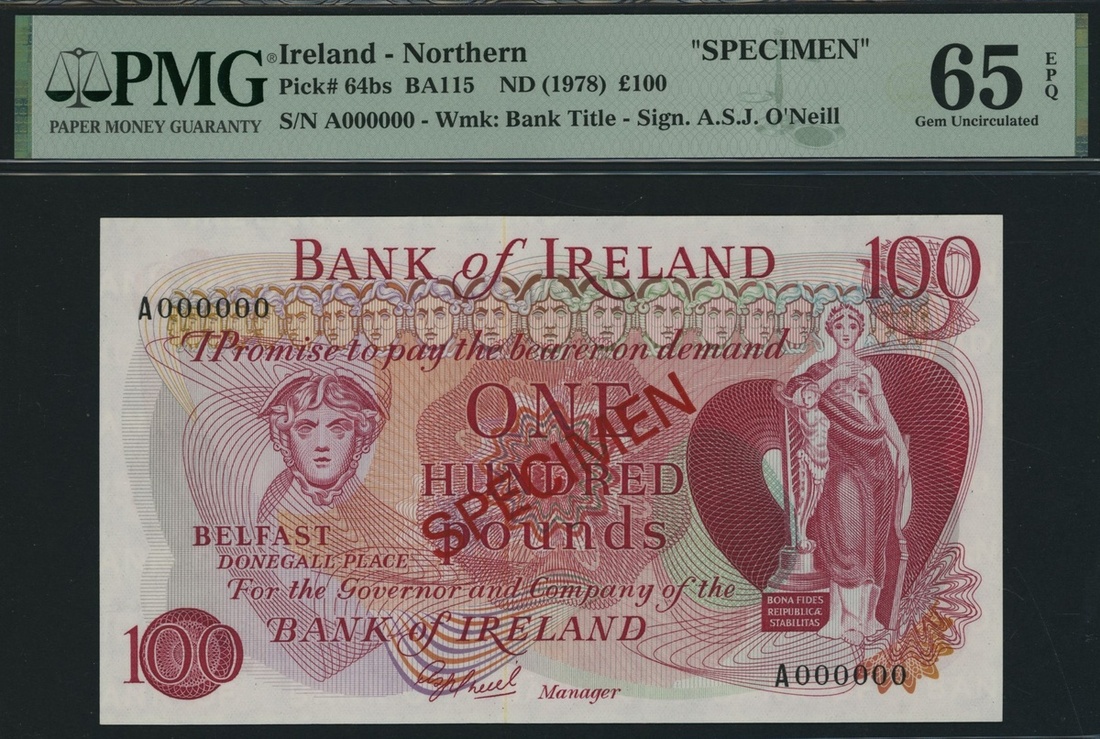 PMG®
PAPER MONEY GUARANTY
Ireland - Northern "SPECIMEN"
Pick# 64bs BA115 ND (1978) £100
S/N A000000 - Wmk: Bank Title - Sign. A.S.J. O'Neill
65 EPQ
Gem Uncirculated
BANK of IRELAND 100
A000000
I Promise to pay the bearer on demand
ONE
HUNDRED
pounds
SPECIMEN
BELFAST
DONEGALL PLACE
For the Governor and Company of the
BANK of IRELAND
100
Manager
BONA FIDES
REIPUBLICÆ
STABILITAS
A000000